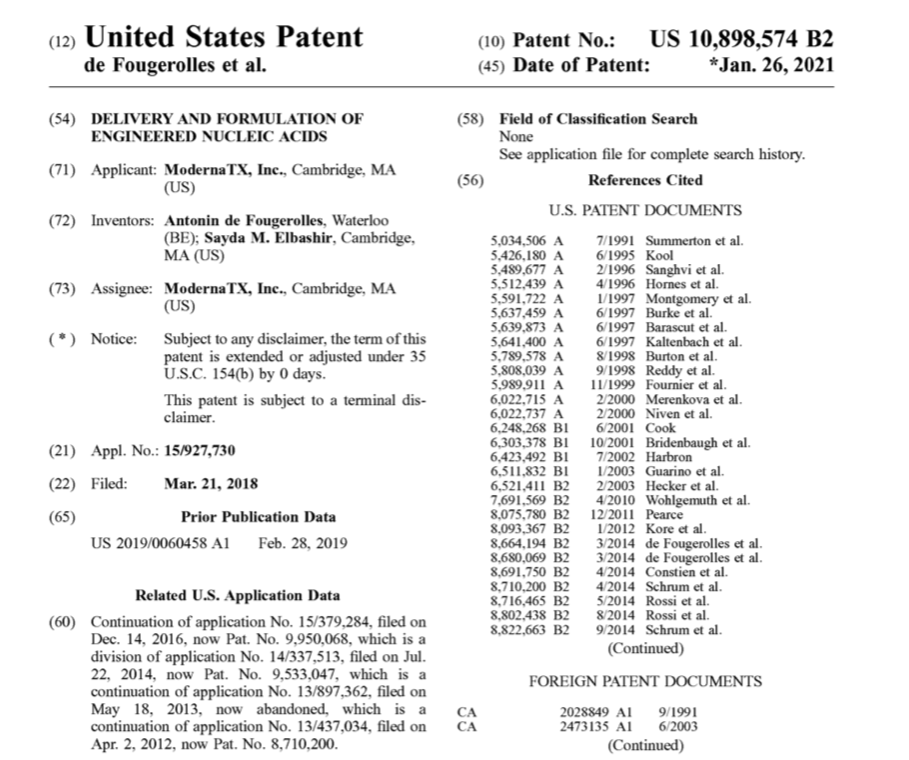 (12) United States Patent
de Fougerolles et al.
(10) Patent No.: US 10,898,574 B2
(45) Date of Patent: *Jan. 26, 2021
(54) DELIVERY AND FORMULATION OF
ENGINEERED NUCLEIC ACIDS
(71) Applicant: ModernaTX, Inc., Cambridge, MA
(US)
(72) Inventors: Antonin de Fougerolles, Waterloo
(BE); Sayda M. Elbashir, Cambridge,
MA (US)
(73) Assignee: ModernaTX, Inc., Cambridge, MA
(US)
( * ) Notice: Subject to any disclaimer, the term of this
patent is extended or adjusted under 35
U.S.C. 154(b) by 0 days.
This patent is subject to a terminal dis-
claimer.
(21) Appl. No.: 15/927,730
(22) Filed: Mar. 21, 2018
(65) Prior Publication Data
US 2019/0060458 A1 Feb. 28, 2019
Related U.S. Application Data
(60) Continuation of application No. 15/379,284, filed on
Dec. 14, 2016, now Pat. No. 9,950,068, which is a
division of application No. 14/337,513, filed on Jul.
22, 2014, now Pat. No. 9,533,047, which is a
continuation of application No. 13/897,362, filed on
May 18, 2013, now abandoned, which is a
continuation of application No. 13/437,034, filed on
Apr. 2, 2012, now Pat. No. 8,710,200.
(58) Field of Classification Search
None
See application file for complete search history.
(56) References Cited
U.S. PATENT DOCUMENTS
5,034,506 A 7/1991 Summerton et al.
5,426,180 A 6/1995 Kool
5,489,677 A 2/1996 Sanghvi et al.
5,512,439 A 4/1996 Hornes et al.
5,591,722 A 1/1997 Montgomery et al.
5,637,459 A 6/1997 Burke et al.
5,639,873 A 6/1997 Barascut et al.
5,641,400 A 6/1997 Kaltenbach et al.
5,789,578 A 8/1998 Burton et al.
5,808,039 A 9/1998 Reddy et al.
5,989,911 A 11/1999 Fournier et al.
6,022,715 A 2/2000 Merenkova et al.
6,022,737 A 2/2000 Niven et al.
6,248,268 B1 6/2001 Cook
6,303,378 B1 10/2001 Bridenbaugh et al.
6,423,492 B1 7/2002 Harbron
6,511,832 B1 1/2003 Guarino et al.
6,521,411 B2 2/2003 Hecker et al.
7,691,569 B2 4/2010 Wohlgemuth et al.
8,075,780 B2 12/2011 Pearce
8,093,367 B2 1/2012 Kore et al.
8,664,194 B2 3/2014 de Fougerolles et al.
8,680,069 B2 3/2014 de Fougerolles et al.
8,691,750 B2 4/2014 Constien et al.
8,710,200 B2 4/2014 Schrum et al.
8,716,465 B2 5/2014 Rossi et al.
8,802,438 B2 8/2014 Rossi et al.
8,822,663 B2 9/2014 Schrum et al.
(Continued)
FOREIGN PATENT DOCUMENTS
CA 2028849 A1 9/1991
CA 2473135 A1 6/2003
(Continued)